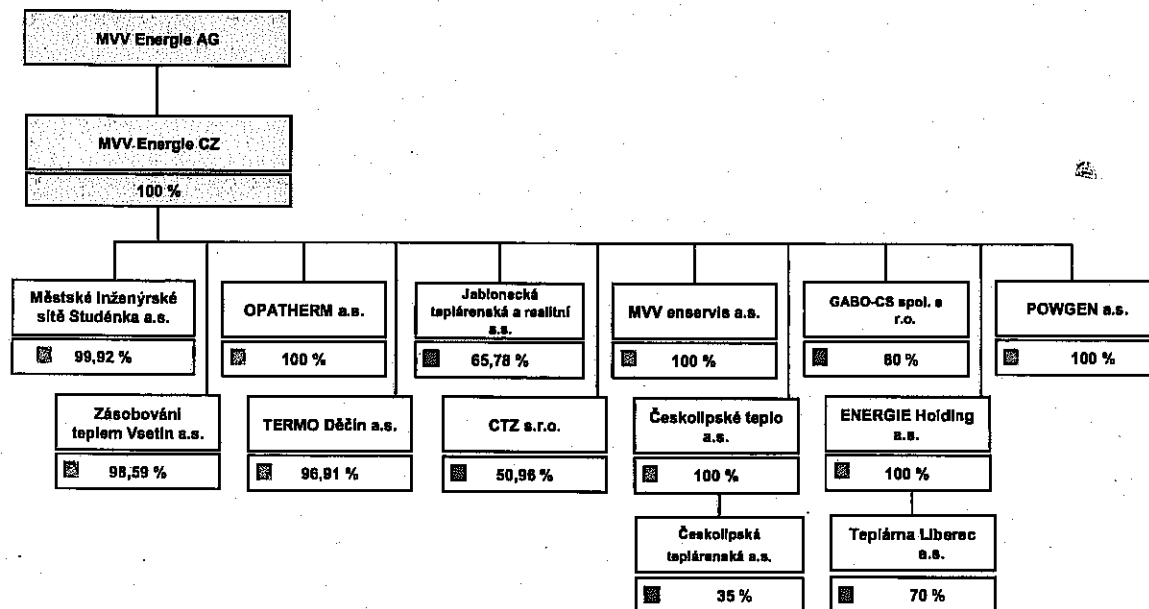 MVV Energie AG
MVV Energie CZ
100 %
Městské Inženýrské
sítě Studénka a.s.
99,92 %
OPATHERM a.s.
100 %
Jablonecká
teplárenská a realitní
a.s.
65,78 %
MVV enservis a.s.
100 %
GABO-CS spol. s
r.o.
80 %
POWGEN a.s.
100 %
Zásobování
teplem Vsetín a.s.
98,59 %
TERMO Děčín a.s.
96,91 %
CTZ s.r.o.
50,96 %
Českolipské teplo
a.s.
100 %
ENERGIE Holding
a.s.
100 %
Českolipská
teplárenská a.s.
35 %
Teplárna Liberec
a.s.
70 %